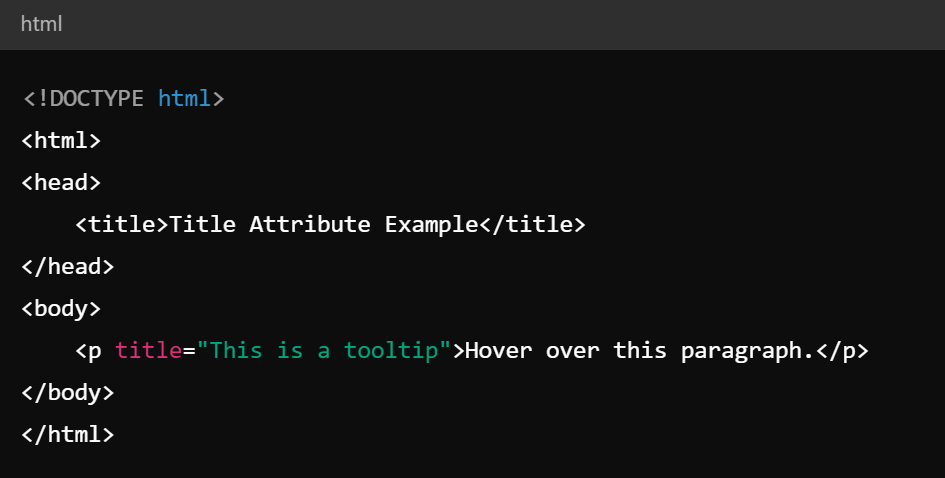 html
<!DOCTYPE html>
<html>
<head>
    <title>Title Attribute Example</title>
</head>
<body>
    <p title="This is a tooltip">Hover over this paragraph.</p>
</body>
</html>